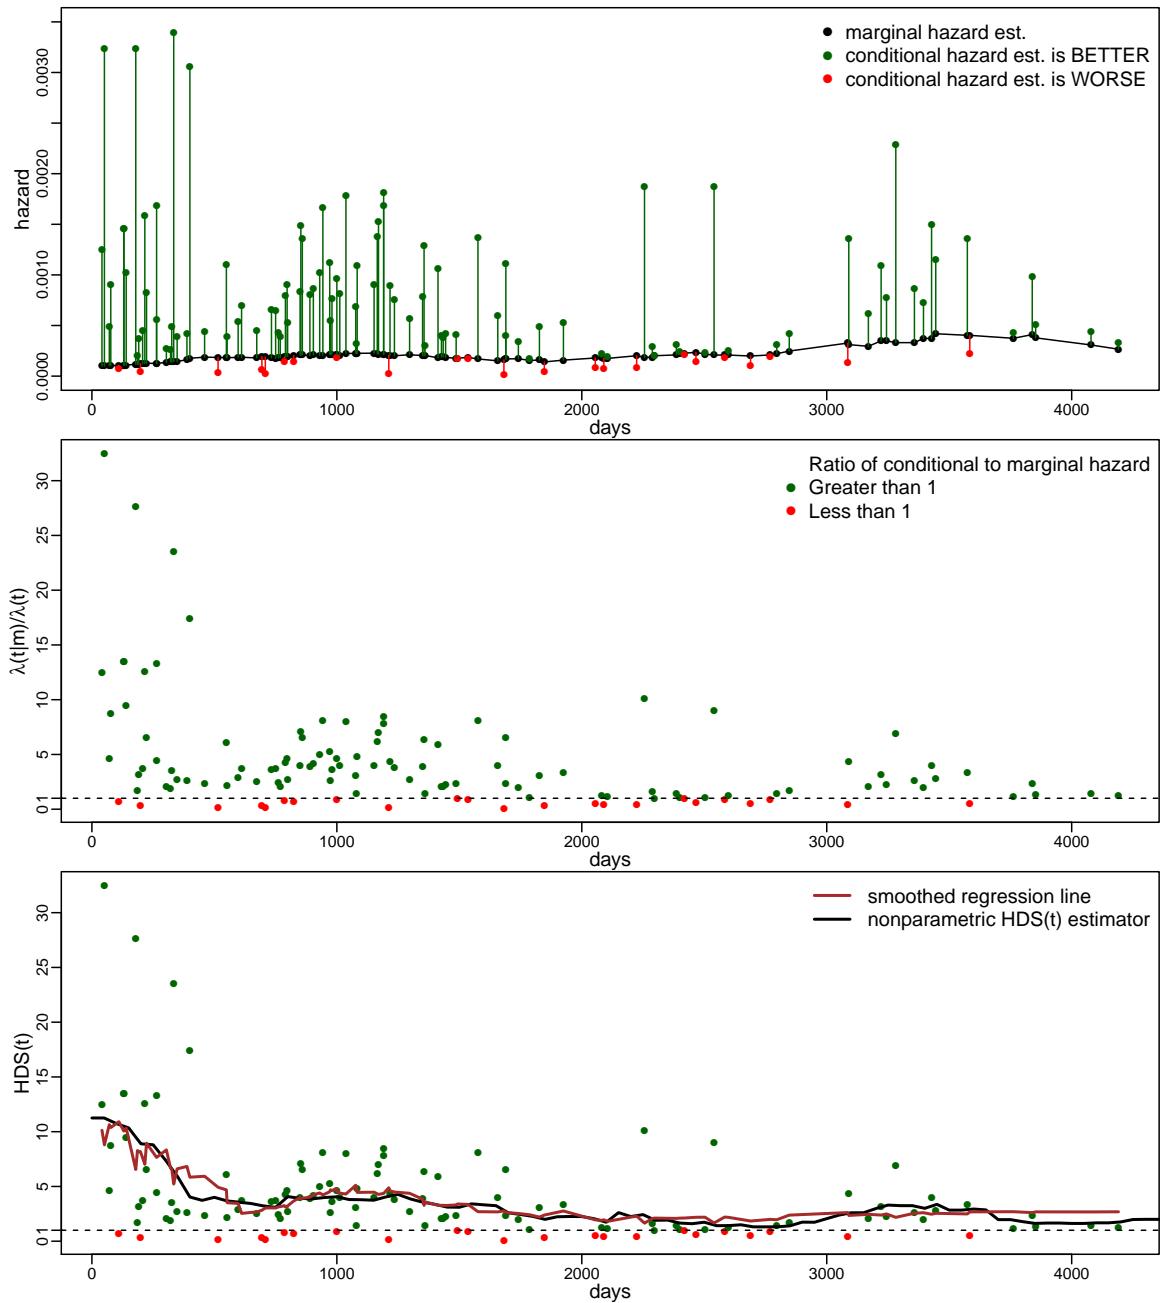 marginal hazard est.
conditional hazard est. is BETTER
conditional hazard est. is WORSE
hazard
0.0000
0.0010
0.0020
0.0030
0 1000 2000 3000 4000
days
Ratio of conditional to marginal hazard
Greater than 1
Less than 1
λ(t|m)/λ(t)
0 1 5 10 15 20 25 30
0 1000 2000 3000 4000
days
smoothed regression line
nonparametric HDS(t) estimator
HDS(t)
0 1 5 10 15 20 25 30
0 1000 2000 3000 4000
days